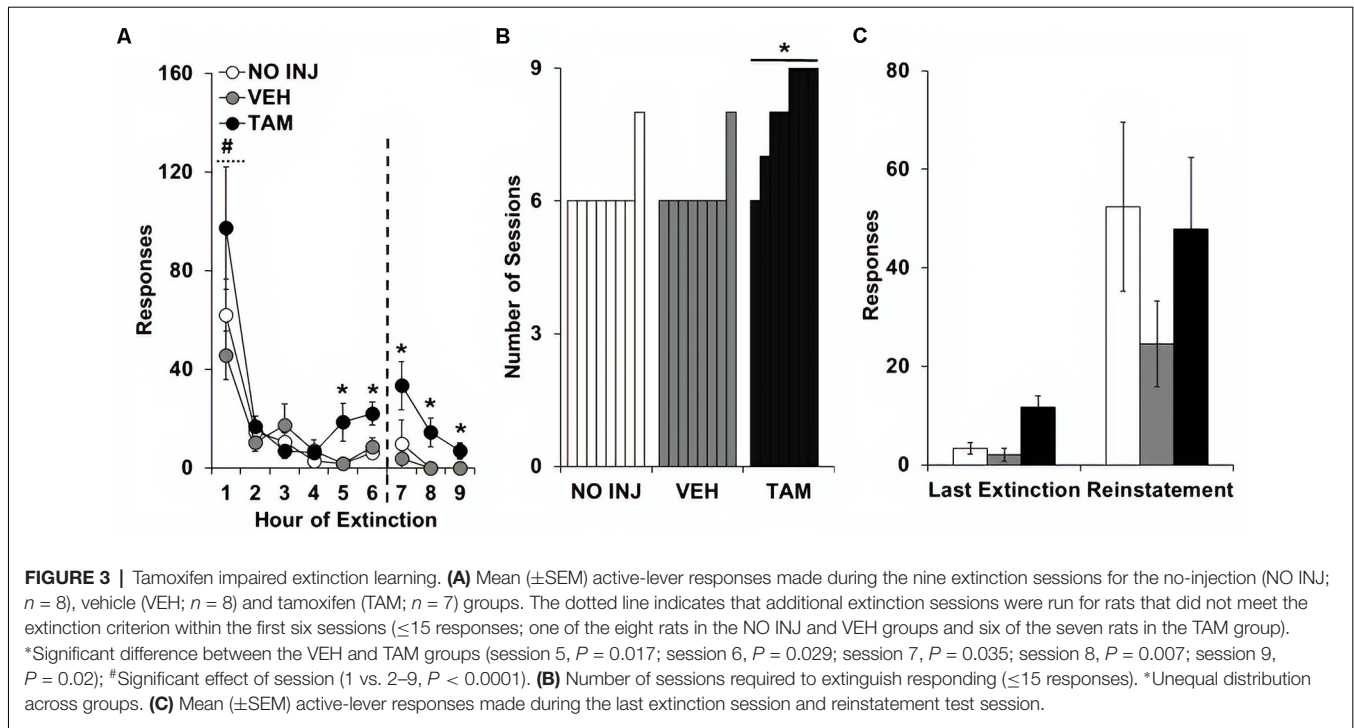 A
B
C
160
120
80
40
0
Responses
NO INJ
VEH
TAM
#
* * * * *
1 2 3 4 5 6 7 8 9
Hour of Extinction
9
6
3
0
Number of Sessions
*
NO INJ VEH TAM
80
60
40
20
0
Responses
Last Extinction Reinstatement
FIGURE 3 | Tamoxifen impaired extinction learning. (A) Mean (±SEM) active-lever responses made during the nine extinction sessions for the no-injection (NO INJ;
n = 8), vehicle (VEH; n = 8) and tamoxifen (TAM; n = 7) groups. The dotted line indicates that additional extinction sessions were run for rats that did not meet the
extinction criterion within the first six sessions (≤15 responses; one of the eight rats in the NO INJ and VEH groups and six of the seven rats in the TAM group).
*Significant difference between the VEH and TAM groups (session 5, P = 0.017; session 6, P = 0.029; session 7, P = 0.035; session 8, P = 0.007; session 9,
P = 0.02); #Significant effect of session (1 vs. 2–9, P < 0.0001). (B) Number of sessions required to extinguish responding (≤15 responses). *Unequal distribution
across groups. (C) Mean (±SEM) active-lever responses made during the last extinction session and reinstatement test session.